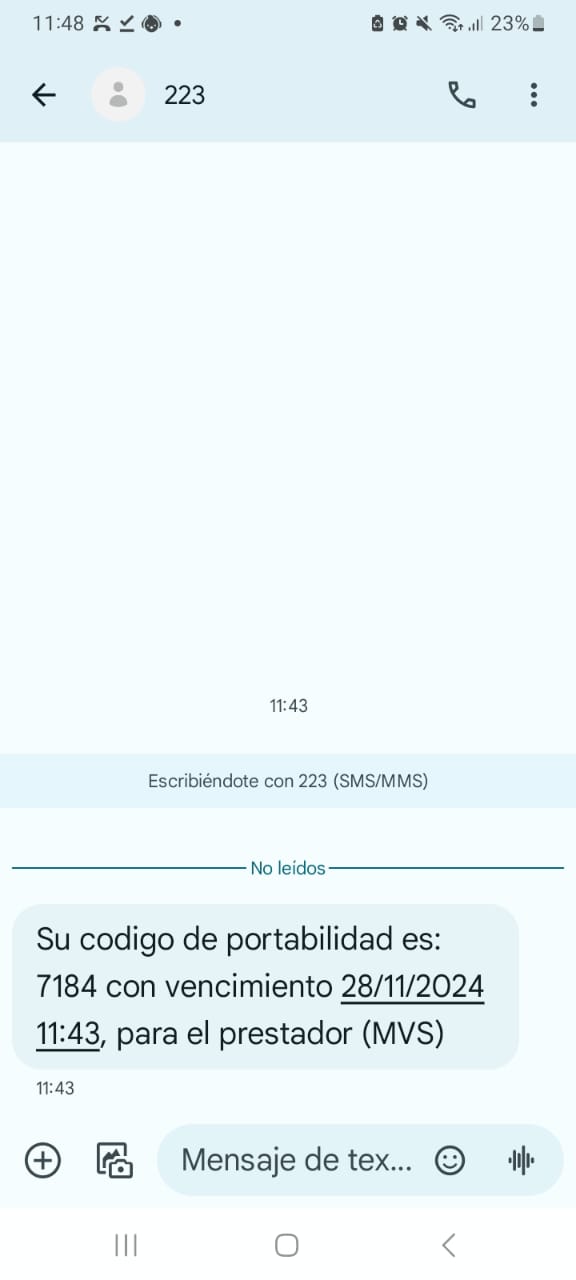 11:48
23%
223
11:43
Escribiéndote con 223 (SMS/MMS)
No leídos
Su codigo de portabilidad es:
7184 con vencimiento 28/11/2024
11:43, para el prestador (MVS)
11:43
Mensaje de tex...